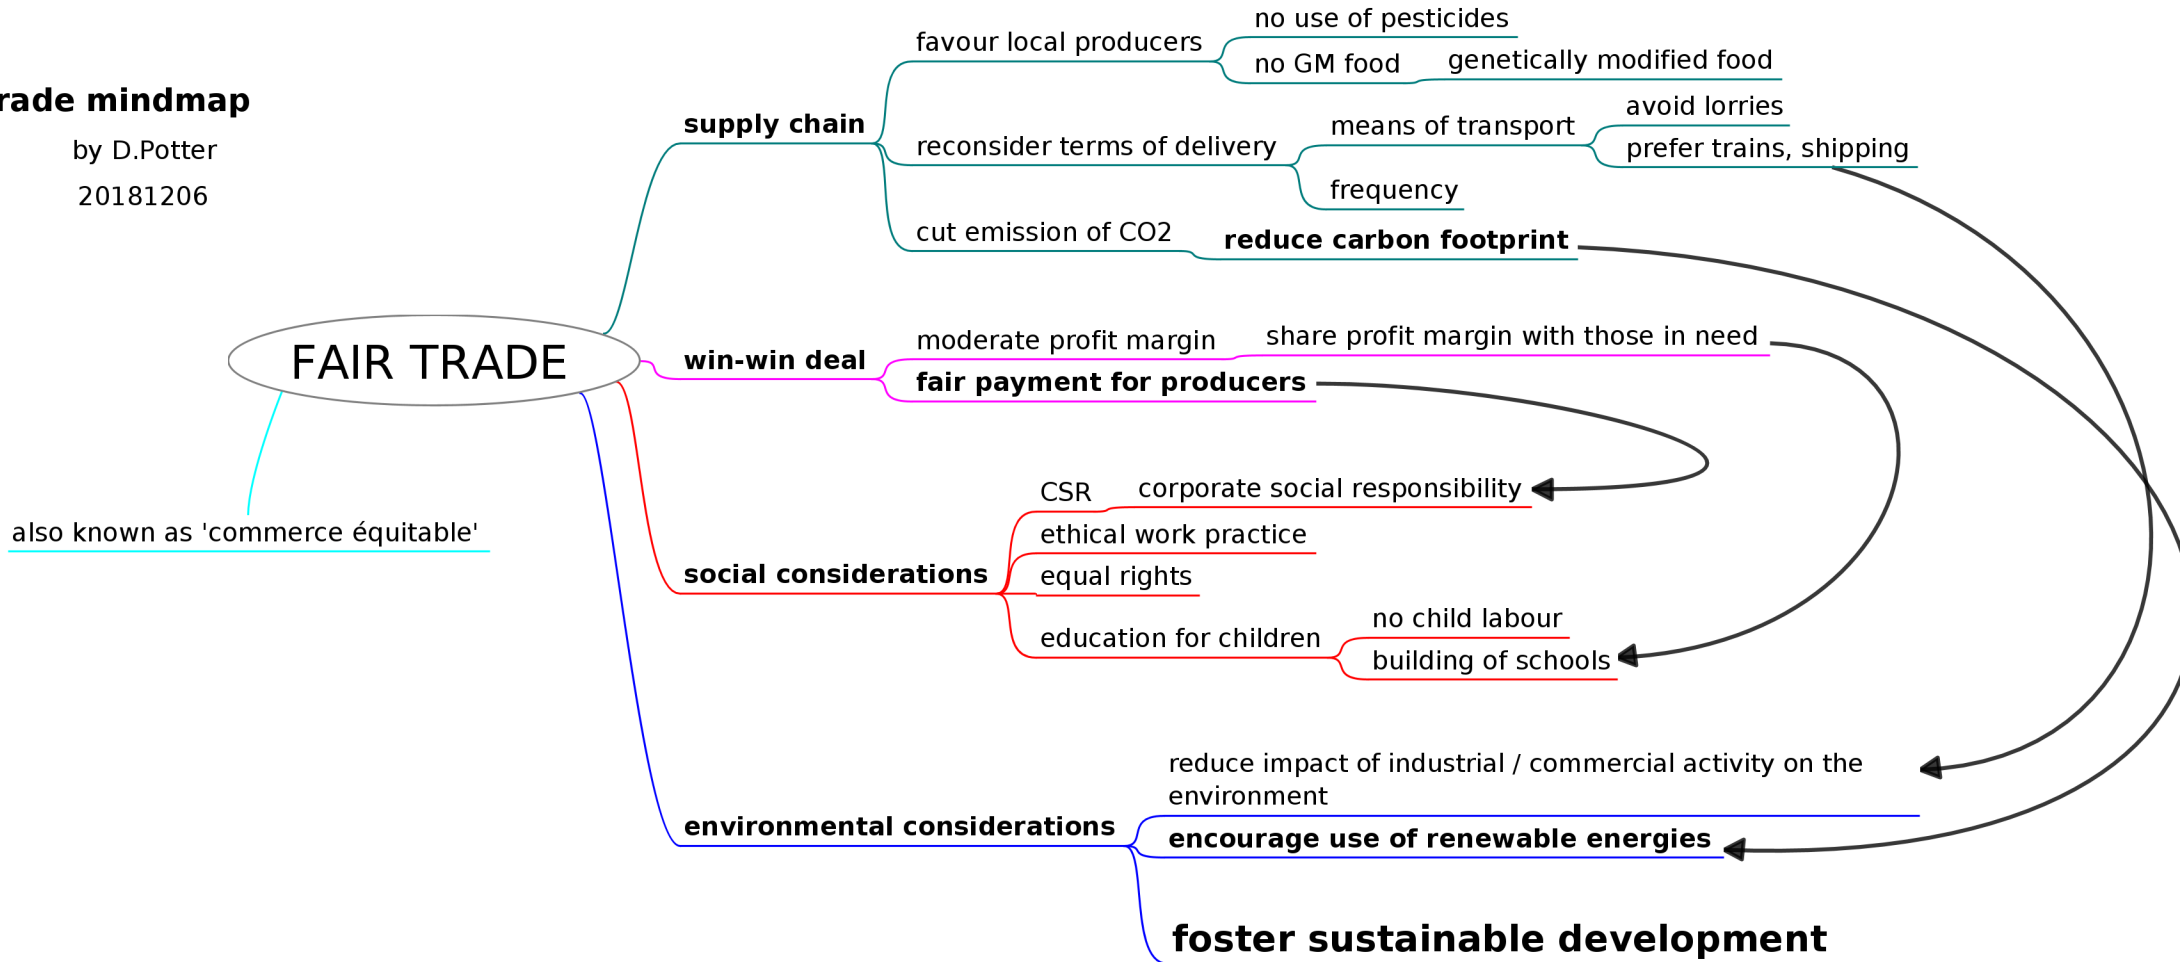 rade mindmap
by D.Potter
20181206
FAIR TRADE
also known as 'commerce équitable'
supply chain
favour local producers
no use of pesticides
no GM food
genetically modified food
reconsider terms of delivery
means of transport
avoid lorries
prefer trains, shipping
frequency
cut emission of CO2
reduce carbon footprint
win-win deal
moderate profit margin
share profit margin with those in need
fair payment for producers
social considerations
CSR
corporate social responsibility
ethical work practice
equal rights
education for children
no child labour
building of schools
environmental considerations
reduce impact of industrial / commercial activity on the
environment
encourage use of renewable energies
foster sustainable development